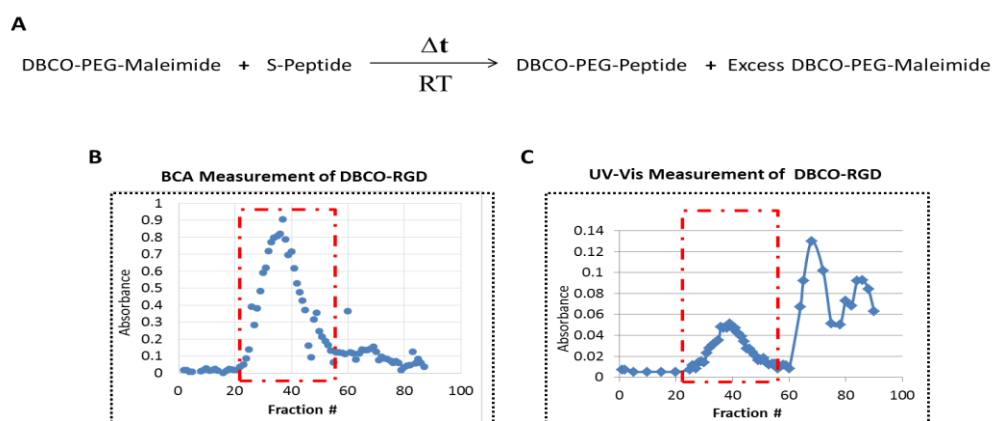 A
Δt
DBCO-PEG-Maleimide + S-Peptide DBCO-PEG-Peptide + Excess DBCO-PEG-Maleimide
RT
B
BCA Measurement of DBCO-RGD
Absorbance
1
0.9
0.8
0.7
0.6
0.5
0.4
0.3
0.2
0.1
0
0 20 40 60 80 100
Fraction #
C
UV-Vis Measurement of DBCO-RGD
Absorbance
0.14
0.12
0.1
0.08
0.06
0.04
0.02
0
0 20 40 60 80 100
Fraction #